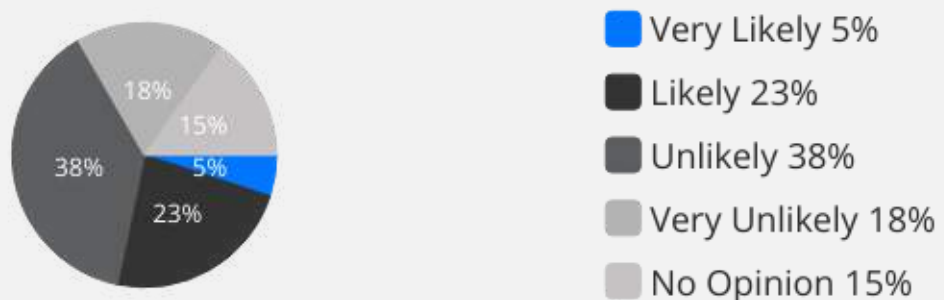 18%
15%
38%
5%
23%
Very Likely 5%
Likely 23%
Unlikely 38%
Very Unlikely 18%
No Opinion 15%